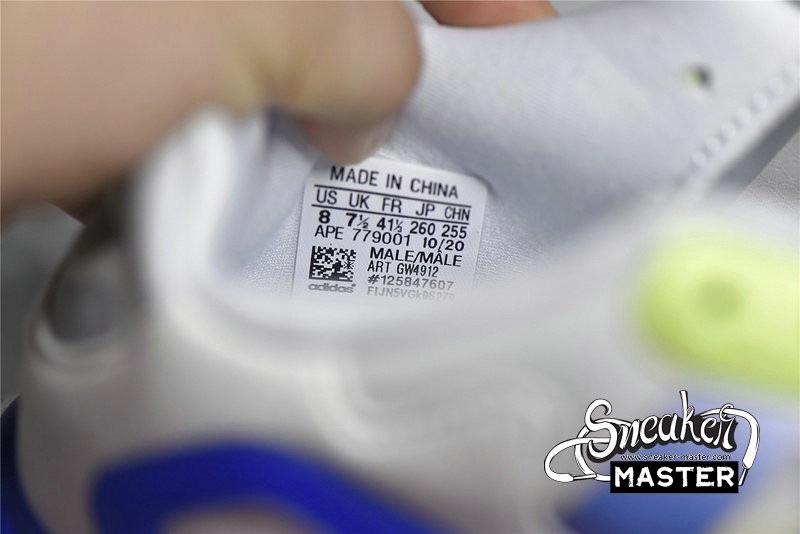 MADE IN CHINA
US UK FR JP CHN
8 7½ 41½ 260 255
APE 779001 10/20
MALE/MÂLE
ART GW4912
#125847607
adidas
Sneaker
www.sneaker-master.com
MASTER